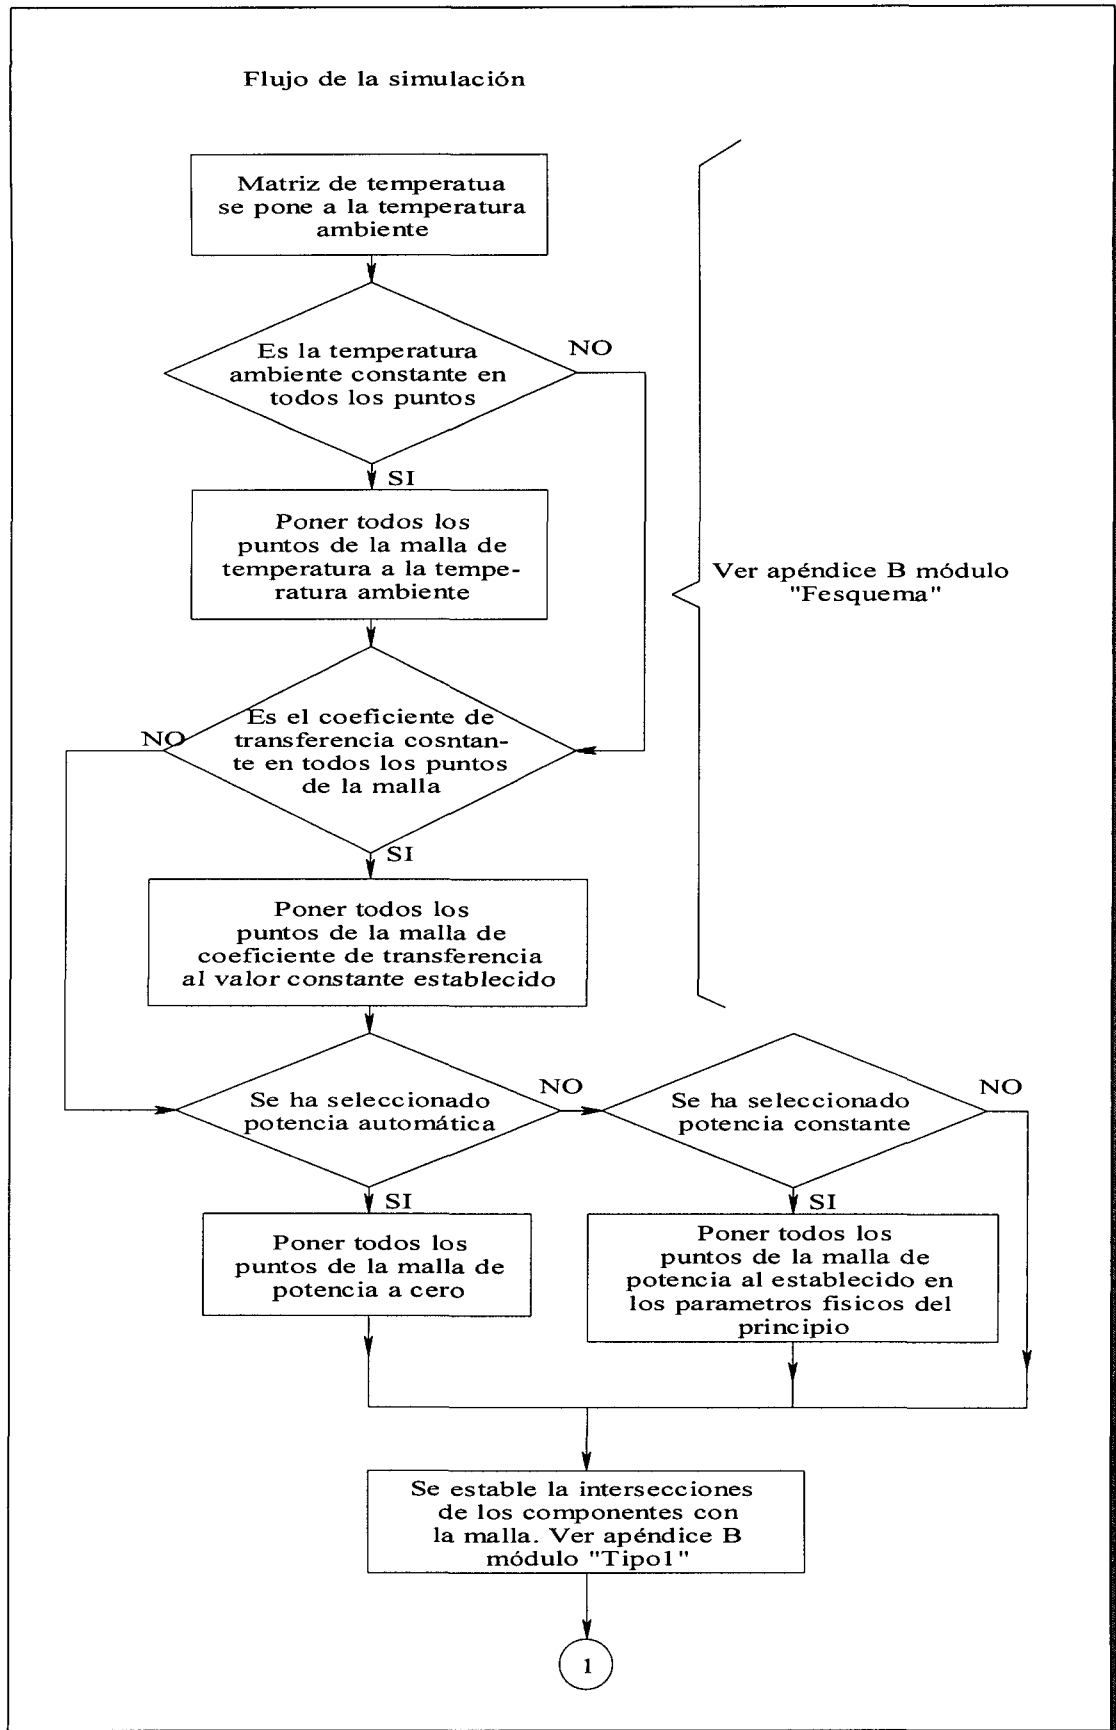 Flujo de la simulación
Matriz de temperatua
se pone a la temperatura
ambiente
Es la temperatura
ambiente constante en
todos los puntos
NO
SI
Poner todos los
puntos de la malla de
temperatura a la tempe-
ratura ambiente
Ver apéndice B módulo
"Fesquema"
Es el coeficiente de
transferencia cosntan-
te en todos los puntos
de la malla
NO
SI
Poner todos los
puntos de la malla de
coeficiente de transferencia
al valor constante establecido
Se ha seleccionado
potencia automática
NO
SI
Se ha seleccionado
potencia constante
NO
SI
Poner todos los
puntos de la malla de
potencia a cero
Poner todos los
puntos de la malla de
potencia al establecido en
los parametros fisicos del
principio
Se estable la intersecciones
de los componentes con
la malla. Ver apéndice B
módulo "Tipo1"
1